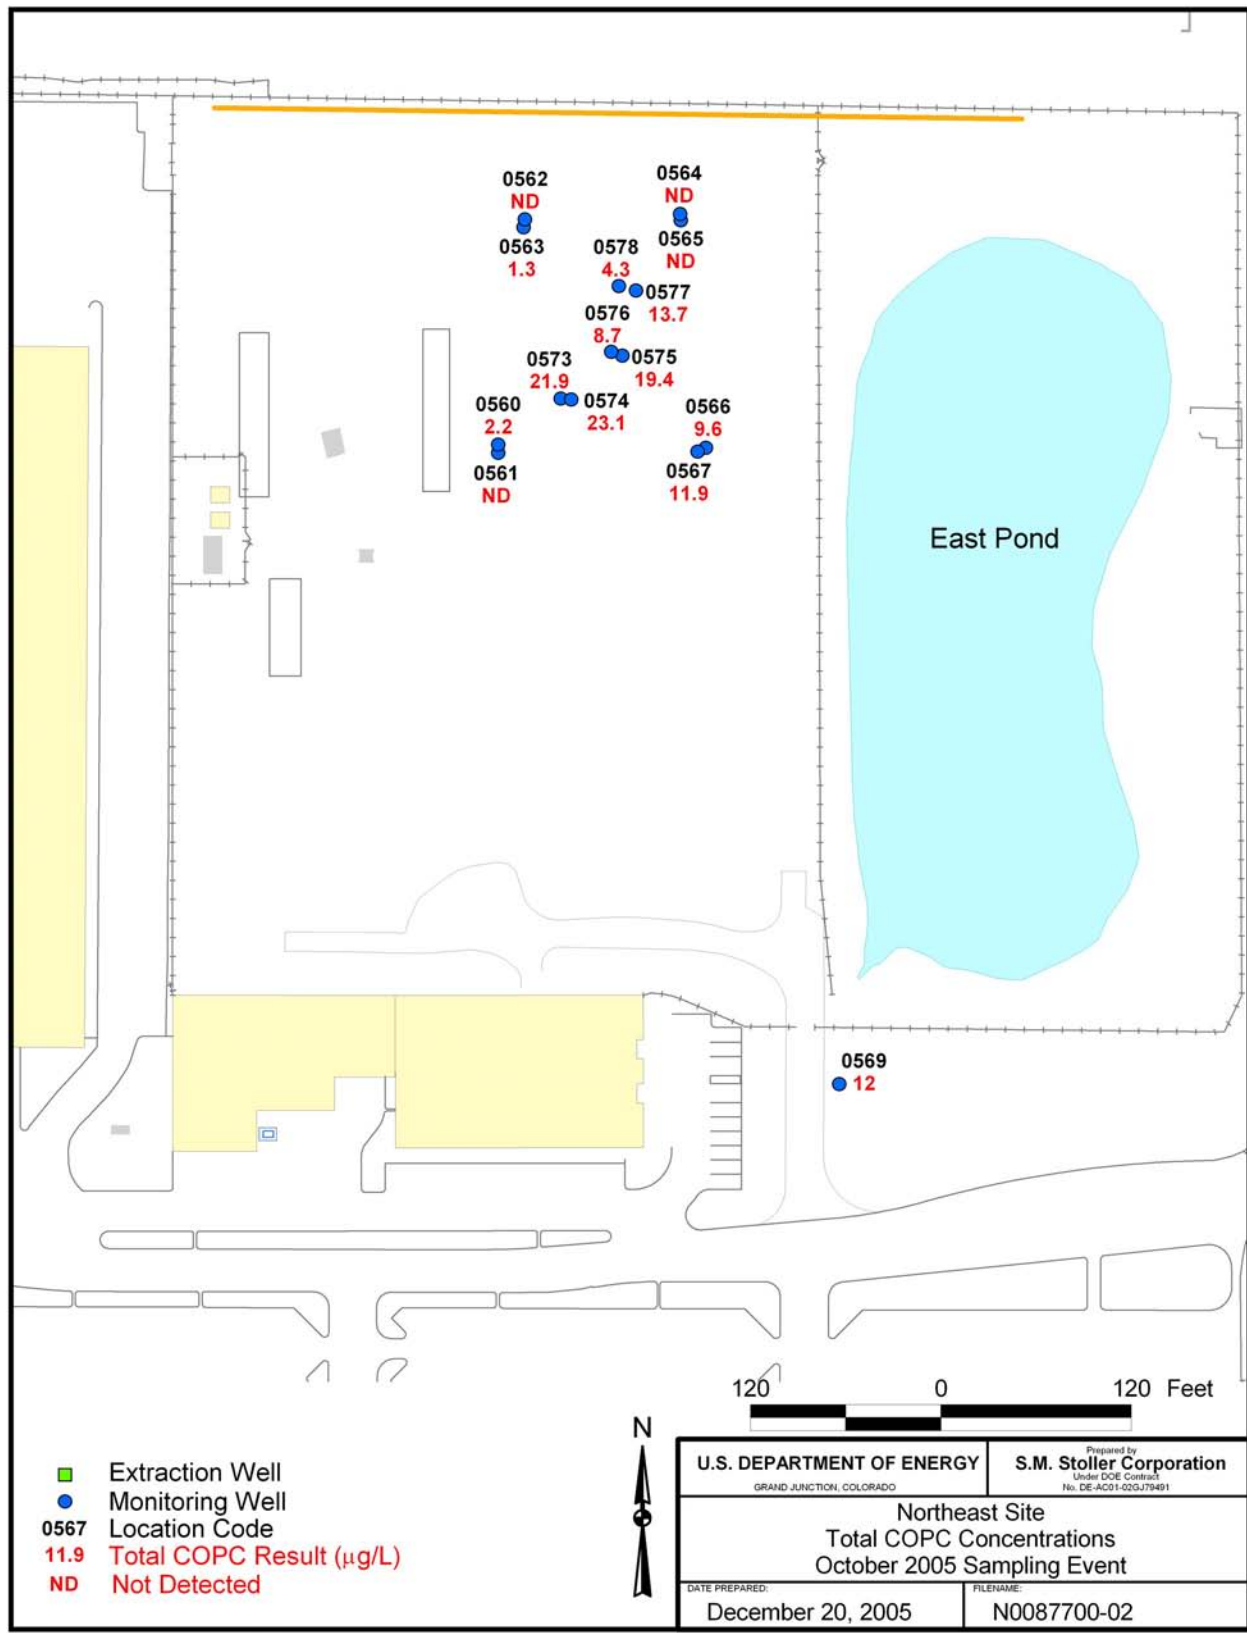 0562
ND
0563
1.3
0564
ND
0565
ND
0578
4.3
0577
13.7
0576
8.7
0575
19.4
0573
21.9
0574
23.1
0560
2.2
0561
ND
0566
9.6
0567
11.9
East Pond
0569
12
120 0 120 Feet
N
Extraction Well
Monitoring Well
0567 Location Code
11.9 Total COPC Result (µg/L)
ND Not Detected
U.S. DEPARTMENT OF ENERGY
GRAND JUNCTION, COLORADO
Prepared by
S.M. Stoller Corporation
Under DOE Contract
No. DE-AC01-02GJ79491
Northeast Site
Total COPC Concentrations
October 2005 Sampling Event
DATE PREPARED:
December 20, 2005
FILENAME:
N0087700-02